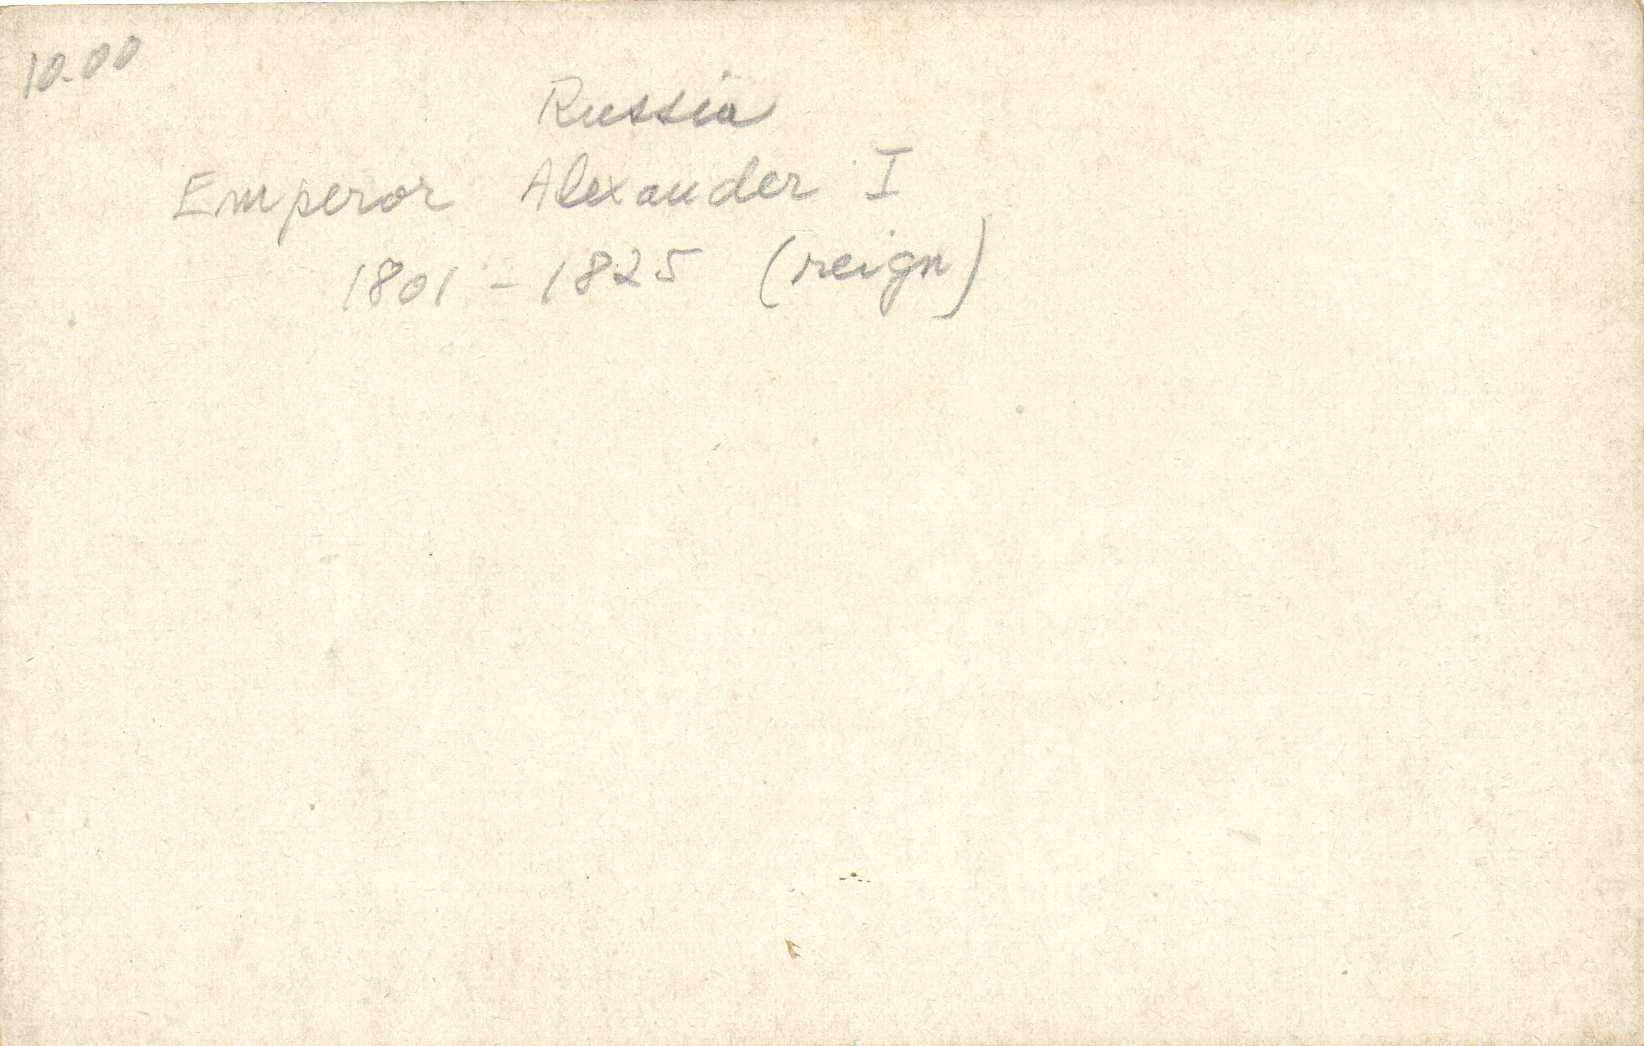 10.00
Russia
Emperor Alexander I
1801 - 1825 (reign)